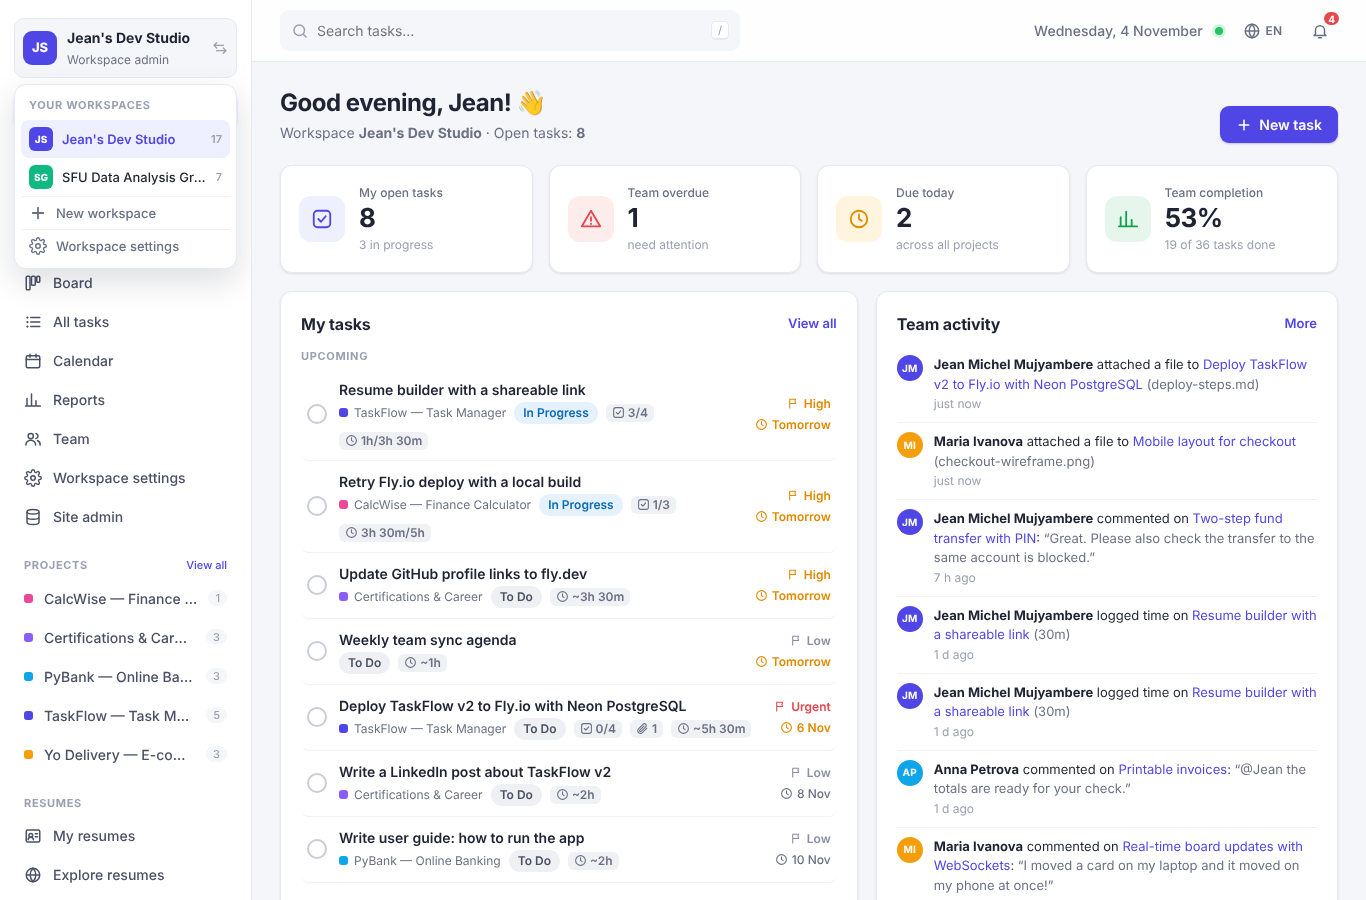 JS
Jean's Dev Studio
Workspace admin
YOUR WORKSPACES
JS Jean's Dev Studio 17
SG SFU Data Analysis Gr... 7
New workspace
Workspace settings
Board
All tasks
Calendar
Reports
Team
Workspace settings
Site admin
PROJECTS View all
CalcWise — Finance ... 1
Certifications & Car... 3
PyBank — Online Ba... 3
TaskFlow — Task M... 5
Yo Delivery — E-co... 3
RESUMES
My resumes
Explore resumes
Search tasks... /
Wednesday, 4 November EN 4
Good evening, Jean! 👋
Workspace Jean's Dev Studio · Open tasks: 8
New task
My open tasks
8
3 in progress
Team overdue
1
need attention
Due today
2
across all projects
Team completion
53%
19 of 36 tasks done
My tasks View all
UPCOMING
Resume builder with a shareable link
TaskFlow — Task Manager In Progress 3/4
1h/3h 30m
High
Tomorrow
Retry Fly.io deploy with a local build
CalcWise — Finance Calculator In Progress 1/3
3h 30m/5h
High
Tomorrow
Update GitHub profile links to fly.dev
Certifications & Career To Do ~3h 30m
High
Tomorrow
Weekly team sync agenda
To Do ~1h
Low
Tomorrow
Deploy TaskFlow v2 to Fly.io with Neon PostgreSQL
TaskFlow — Task Manager To Do 0/4 1 ~5h 30m
Urgent
6 Nov
Write a LinkedIn post about TaskFlow v2
Certifications & Career To Do ~2h
Low
8 Nov
Write user guide: how to run the app
PyBank — Online Banking To Do ~2h
Low
10 Nov
Team activity More
JM
Jean Michel Mujyambere attached a file to Deploy TaskFlow
v2 to Fly.io with Neon PostgreSQL (deploy-steps.md)
just now
MI
Maria Ivanova attached a file to Mobile layout for checkout
(checkout-wireframe.png)
just now
JM
Jean Michel Mujyambere commented on Two-step fund
transfer with PIN: “Great. Please also check the transfer to the
same account is blocked.”
7 h ago
JM
Jean Michel Mujyambere logged time on Resume builder with
a shareable link (30m)
1 d ago
JM
Jean Michel Mujyambere logged time on Resume builder with
a shareable link (30m)
1 d ago
AP
Anna Petrova commented on Printable invoices: “@Jean the
totals are ready for your check.”
1 d ago
MI
Maria Ivanova commented on Real-time board updates with
WebSockets: “I moved a card on my laptop and it moved on
my phone at once!”